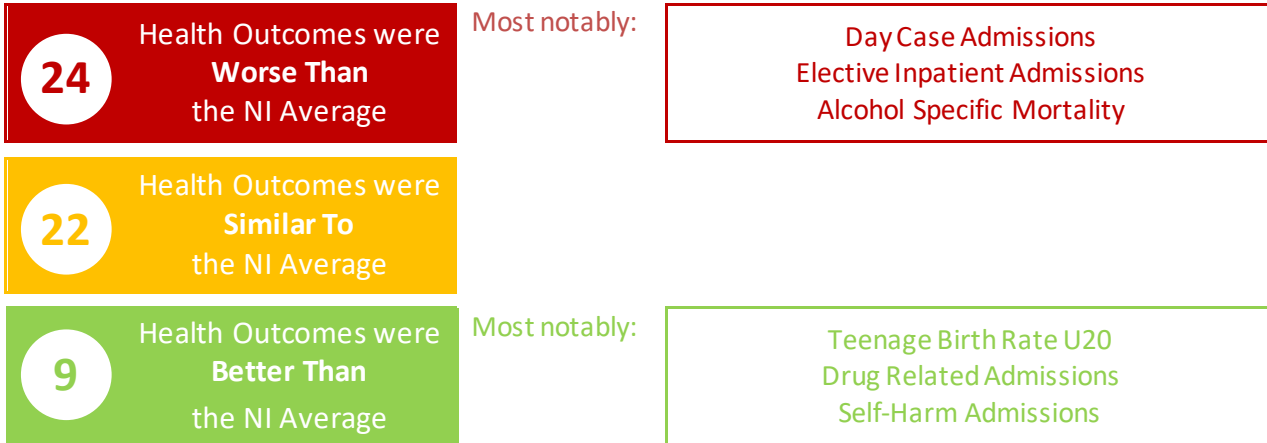 24
Health Outcomes were
Worse Than
the NI Average
Most notably:
Day Case Admissions
Elective Inpatient Admissions
Alcohol Specific Mortality
22
Health Outcomes were
Similar To
the NI Average
9
Health Outcomes were
Better Than
the NI Average
Most notably:
Teenage Birth Rate U20
Drug Related Admissions
Self-Harm Admissions